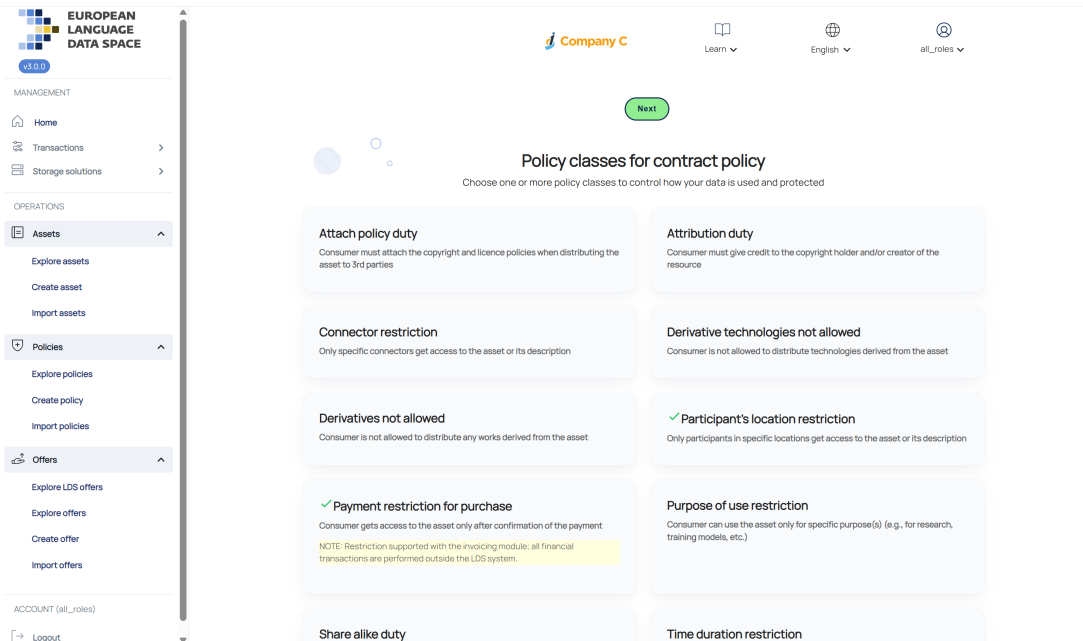 EUROPEAN
LANGUAGE
DATA SPACE
v3.0.0
MANAGEMENT
Home
Transactions
Storage solutions
OPERATIONS
Assets
Explore assets
Create asset
Import assets
Policies
Explore policies
Create policy
Import policies
Offers
Explore LDS offers
Explore offers
Create offer
Import offers
ACCOUNT (all_roles)
Logout
Company C
Learn
English
all_roles
Next
Policy classes for contract policy
Choose one or more policy classes to control how your data is used and protected
Attach policy duty
Consumer must attach the copyright and licence policies when distributing the
asset to 3rd parties
Attribution duty
Consumer must give credit to the copyright holder and/or creator of the
resource
Connector restriction
Only specific connectors get access to the asset or its description
Derivative technologies not allowed
Consumer is not allowed to distribute technologies derived from the asset
Derivatives not allowed
Consumer is not allowed to distribute any works derived from the asset
Participant's location restriction
Only participants in specific locations get access to the asset or its description
Payment restriction for purchase
Consumer gets access to the asset only after confirmation of the payment
NOTE: Restriction supported with the invoicing module; all financial
transactions are performed outside the LDS system.
Purpose of use restriction
Consumer can use the asset only for specific purpose(s) (e.g., for research,
training models, etc.)
Share alike duty
Time duration restriction